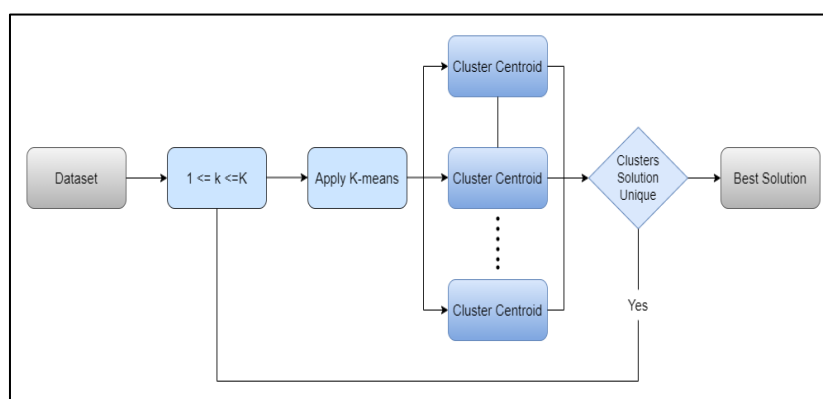 Cluster Centroid
Dataset
1 <= k <=K
Apply K-means
Cluster Centroid
Clusters
Solution
Unique
Best Solution
Cluster Centroid
Yes